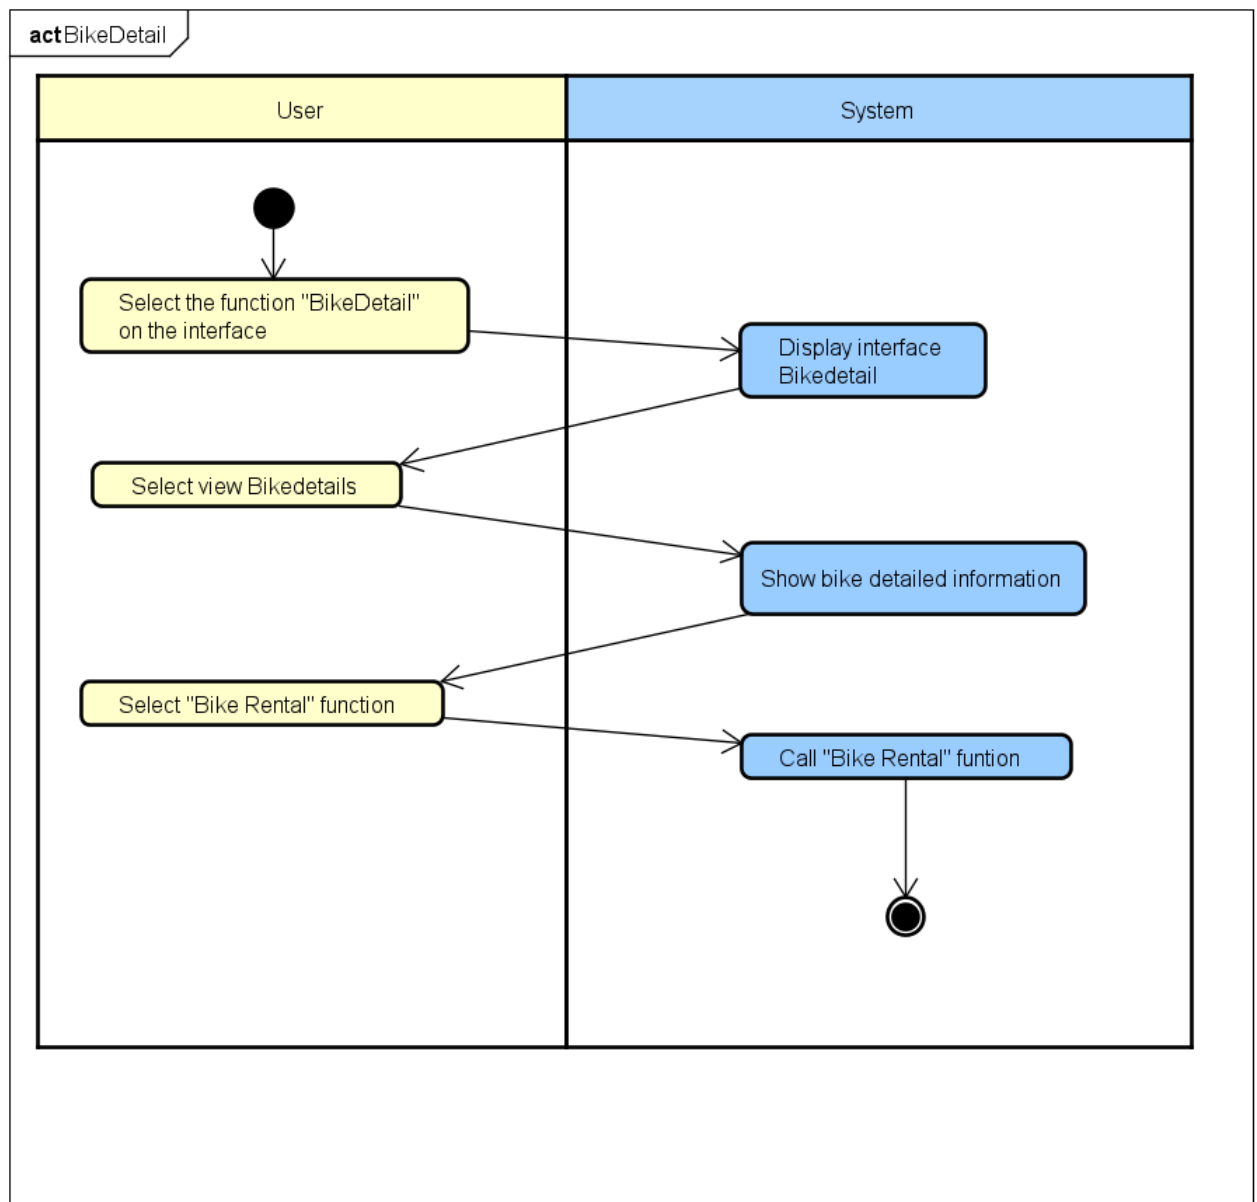 act BikeDetail
User
System
Select the function "BikeDetail"
on the interface
Display interface
Bikedetail
Select view Bikedetails
Show bike detailed information
Select "Bike Rental" function
Call "Bike Rental" funtion